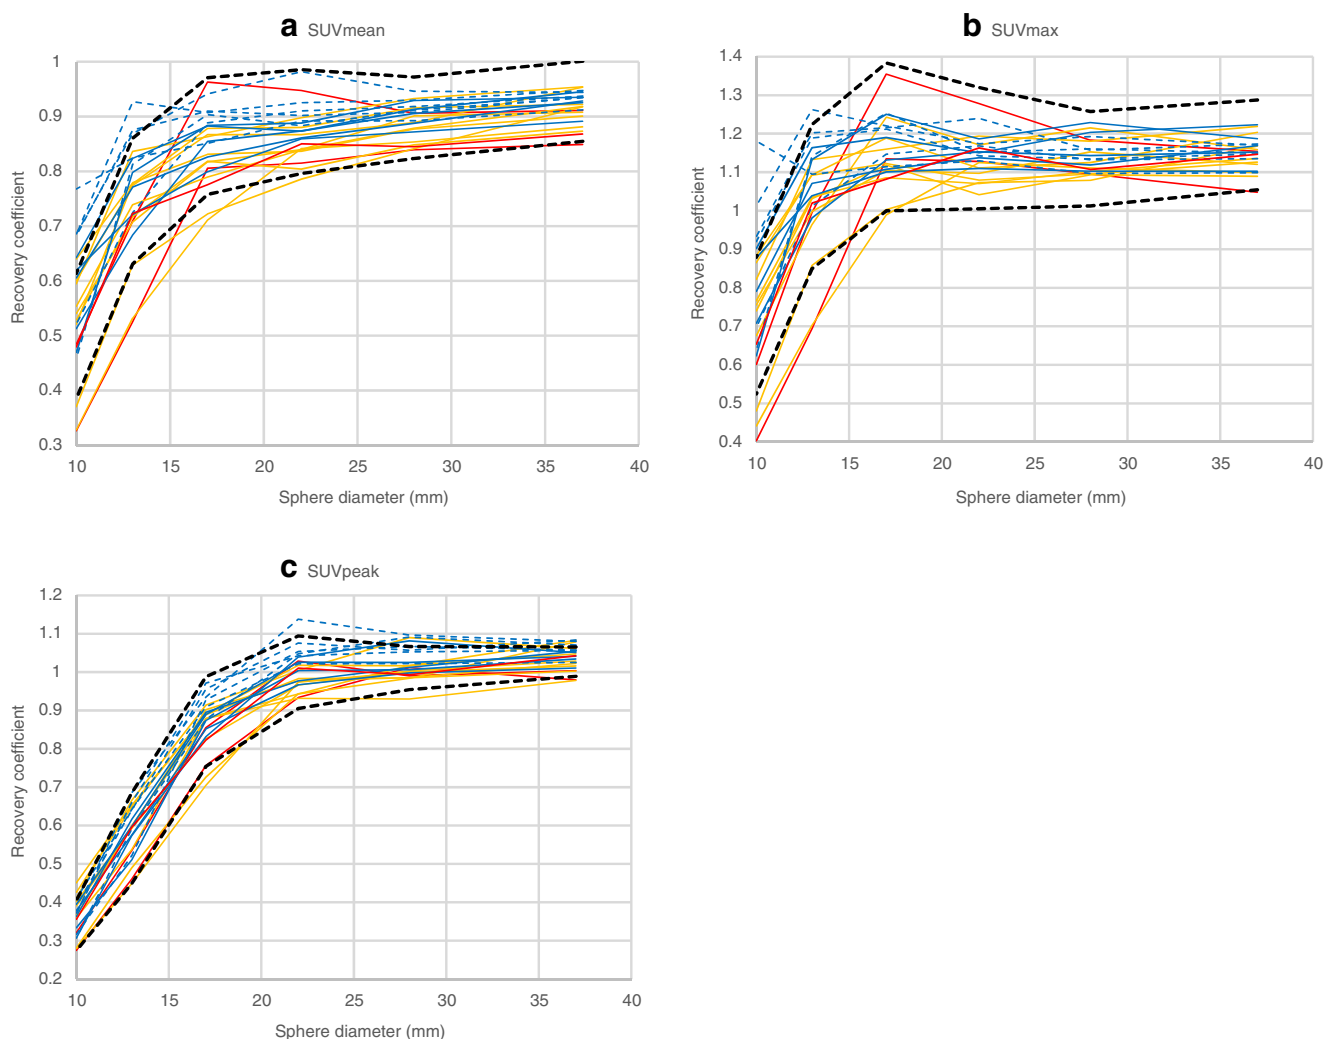 a SUVmean
1
0.9
0.8
0.7
0.6
0.5
0.4
0.3
10 15 20 25 30 35 40
Recovery coefficient
Sphere diameter (mm)
b SUVmax
1.4
1.3
1.2
1.1
1
0.9
0.8
0.7
0.6
0.5
0.4
10 15 20 25 30 35 40
Recovery coefficient
Sphere diameter (mm)
c SUVpeak
1.2
1.1
1
0.9
0.8
0.7
0.6
0.5
0.4
0.3
0.2
10 15 20 25 30 35 40
Recovery coefficient
Sphere diameter (mm)